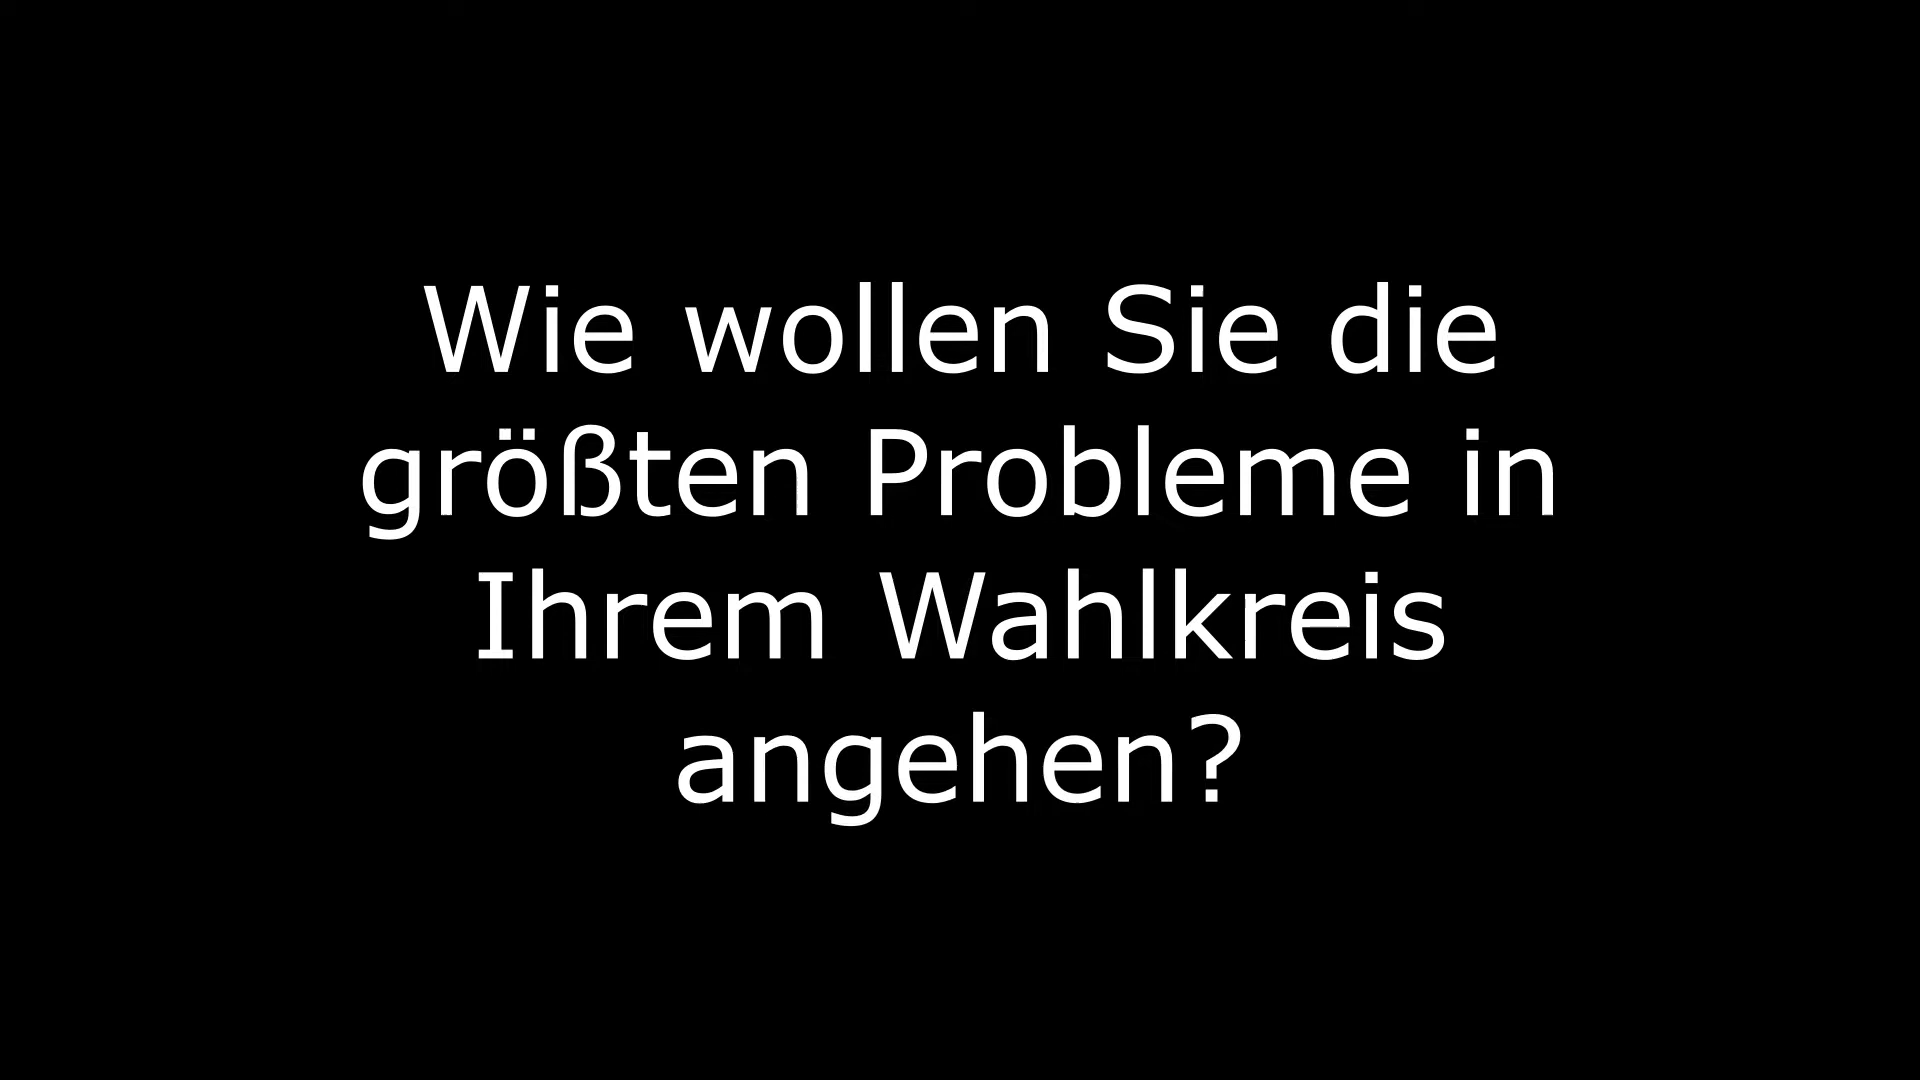 Wie wollen Sie die
größten Probleme in
Ihrem Wahlkreis
angehen?